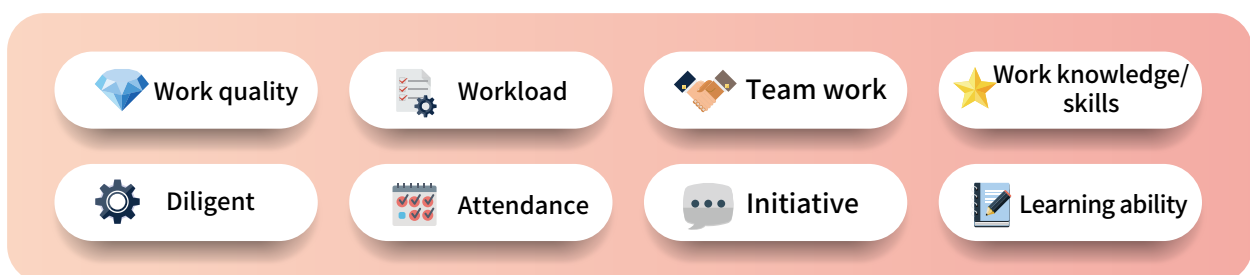 Work quality
Workload
Team work
Work knowledge/
skills
Diligent
Attendance
Initiative
Learning ability